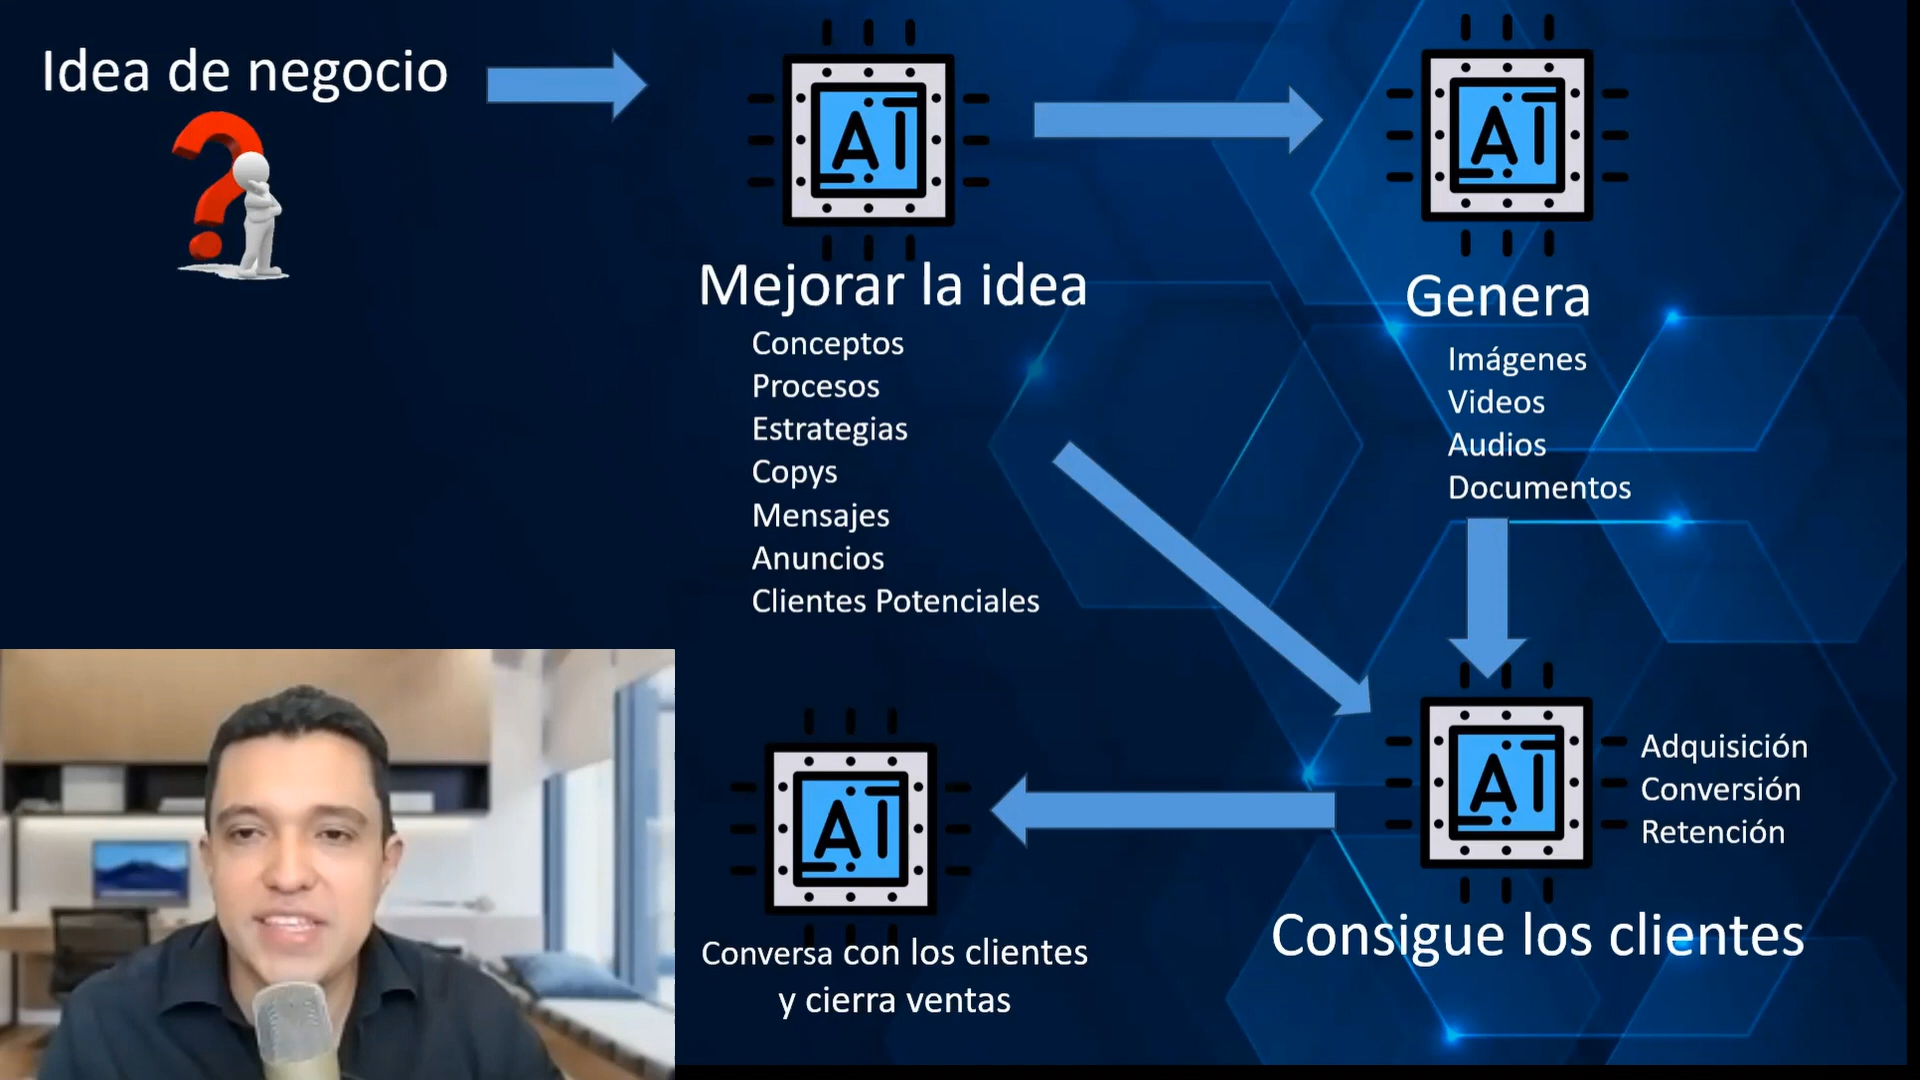 Idea de negocio
AI
Mejorar la idea
Conceptos
Procesos
Estrategias
Copys
Mensajes
Anuncios
Clientes Potenciales
AI
Genera
Imágenes
Videos
Audios
Documentos
AI
Adquisición
Conversión
Retención
Consigue los clientes
AI
Conversa con los clientes
y cierra ventas